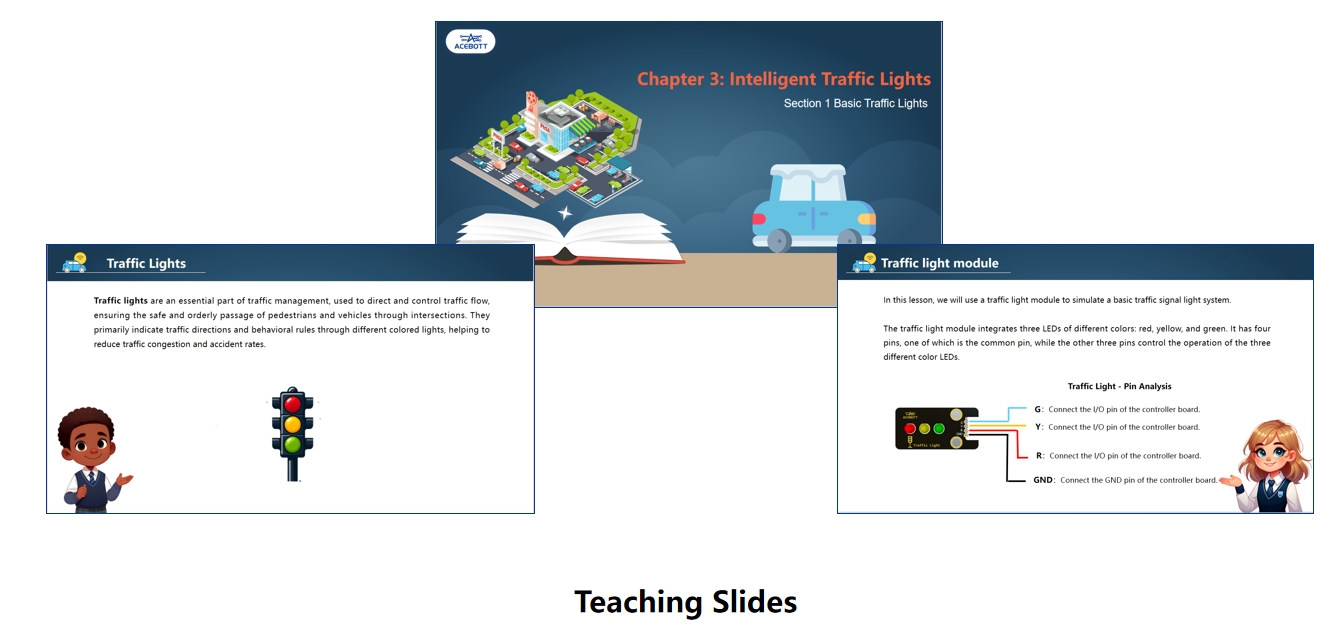 ACEBOTT
Chapter 3: Intelligent Traffic Lights
Section 1 Basic Traffic Lights
Traffic Lights
Traffic lights are an essential part of traffic management, used to direct and control traffic flow,
ensuring the safe and orderly passage of pedestrians and vehicles through intersections. They
primarily indicate traffic directions and behavioral rules through different colored lights, helping to
reduce traffic congestion and accident rates.
Traffic light module
In this lesson, we will use a traffic light module to simulate a basic traffic signal light system.
The traffic light module integrates three LEDs of different colors: red, yellow, and green. It has four
pins, one of which is the common pin, while the other three pins control the operation of the three
different color LEDs.
Traffic Light - Pin Analysis
ACEBOTT
Traffic Light
G: Connect the I/O pin of the controller board.
Y: Connect the I/O pin of the controller board.
R: Connect the I/O pin of the controller board.
GND: Connect the GND pin of the controller board.
Teaching Slides